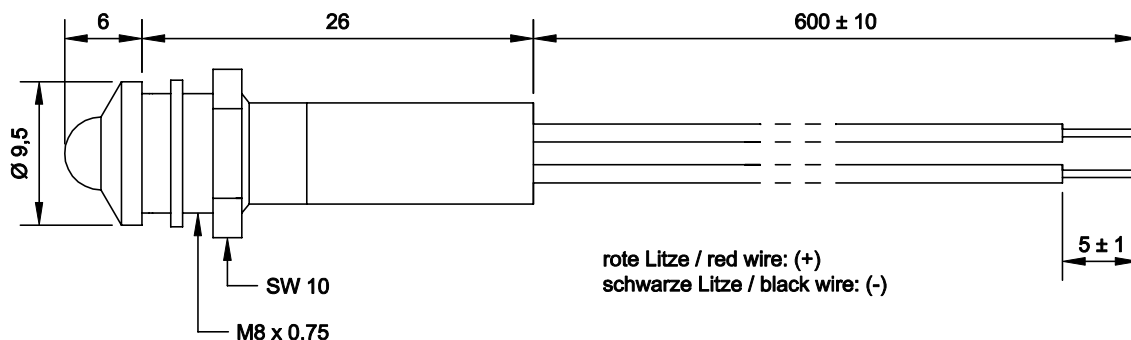 6
26
600 ± 10
Ø 9,5
5 ± 1
rote Litze / red wire: (+)
schwarze Litze / black wire: (-)
SW 10
M8 x 0.75